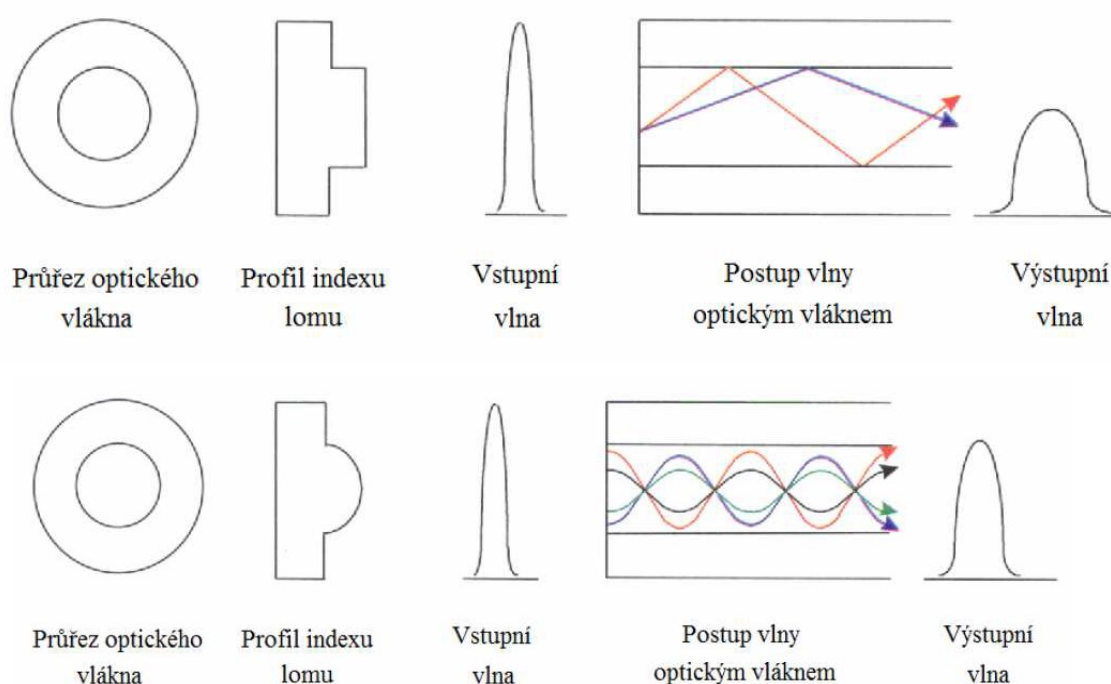 Průřez optického
vlákna
Profil indexu
lomu
Vstupní
vlna
Postup vlny
optickým vláknem
Výstupní
vlna
Průřez optického
vlákna
Profil indexu
lomu
Vstupní
vlna
Postup vlny
optickým vláknem
Výstupní
vlna